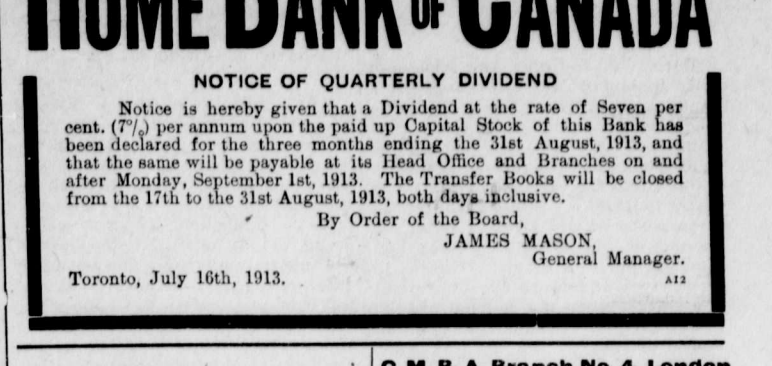 HOME BANK OF CANADA
NOTICE OF QUARTERLY DIVIDEND
Notice is hereby given that a Dividend at the rate of Seven per
cent. (7%) per annum upon the paid up Capital Stock of this Bank has
been declared for the three months ending the 31st August, 1913, and
that the same will be payable at its Head Office and Branches on and
after Monday, September 1st, 1913. The Transfer Books will be closed
from the 17th to the 31st August, 1913, both days inclusive.
By Order of the Board,
JAMES MASON,
General Manager.
Toronto, July 16th, 1913.
A12
C. M. B. A. Branch No. 4, London